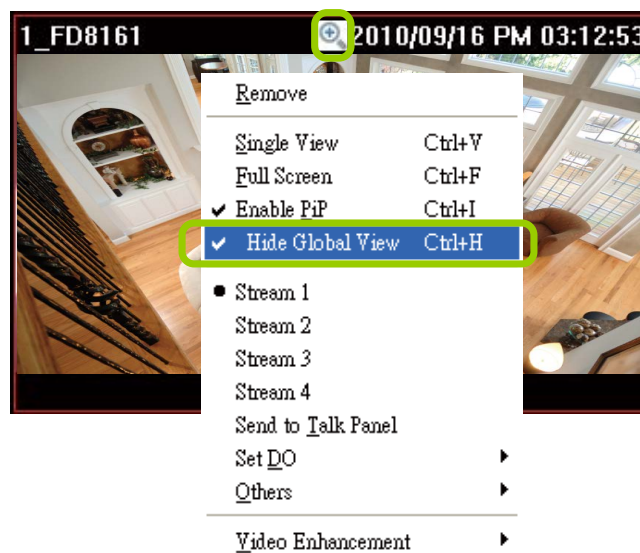 1_FD8161 2010/09/16 PM 03:12:53
Remove
Single View Ctrl+V
Full Screen Ctrl+F
Enable PiP Ctrl+I
Hide Global View Ctrl+H
Stream 1
Stream 2
Stream 3
Stream 4
Send to Talk Panel
Set DO
Others
Video Enhancement